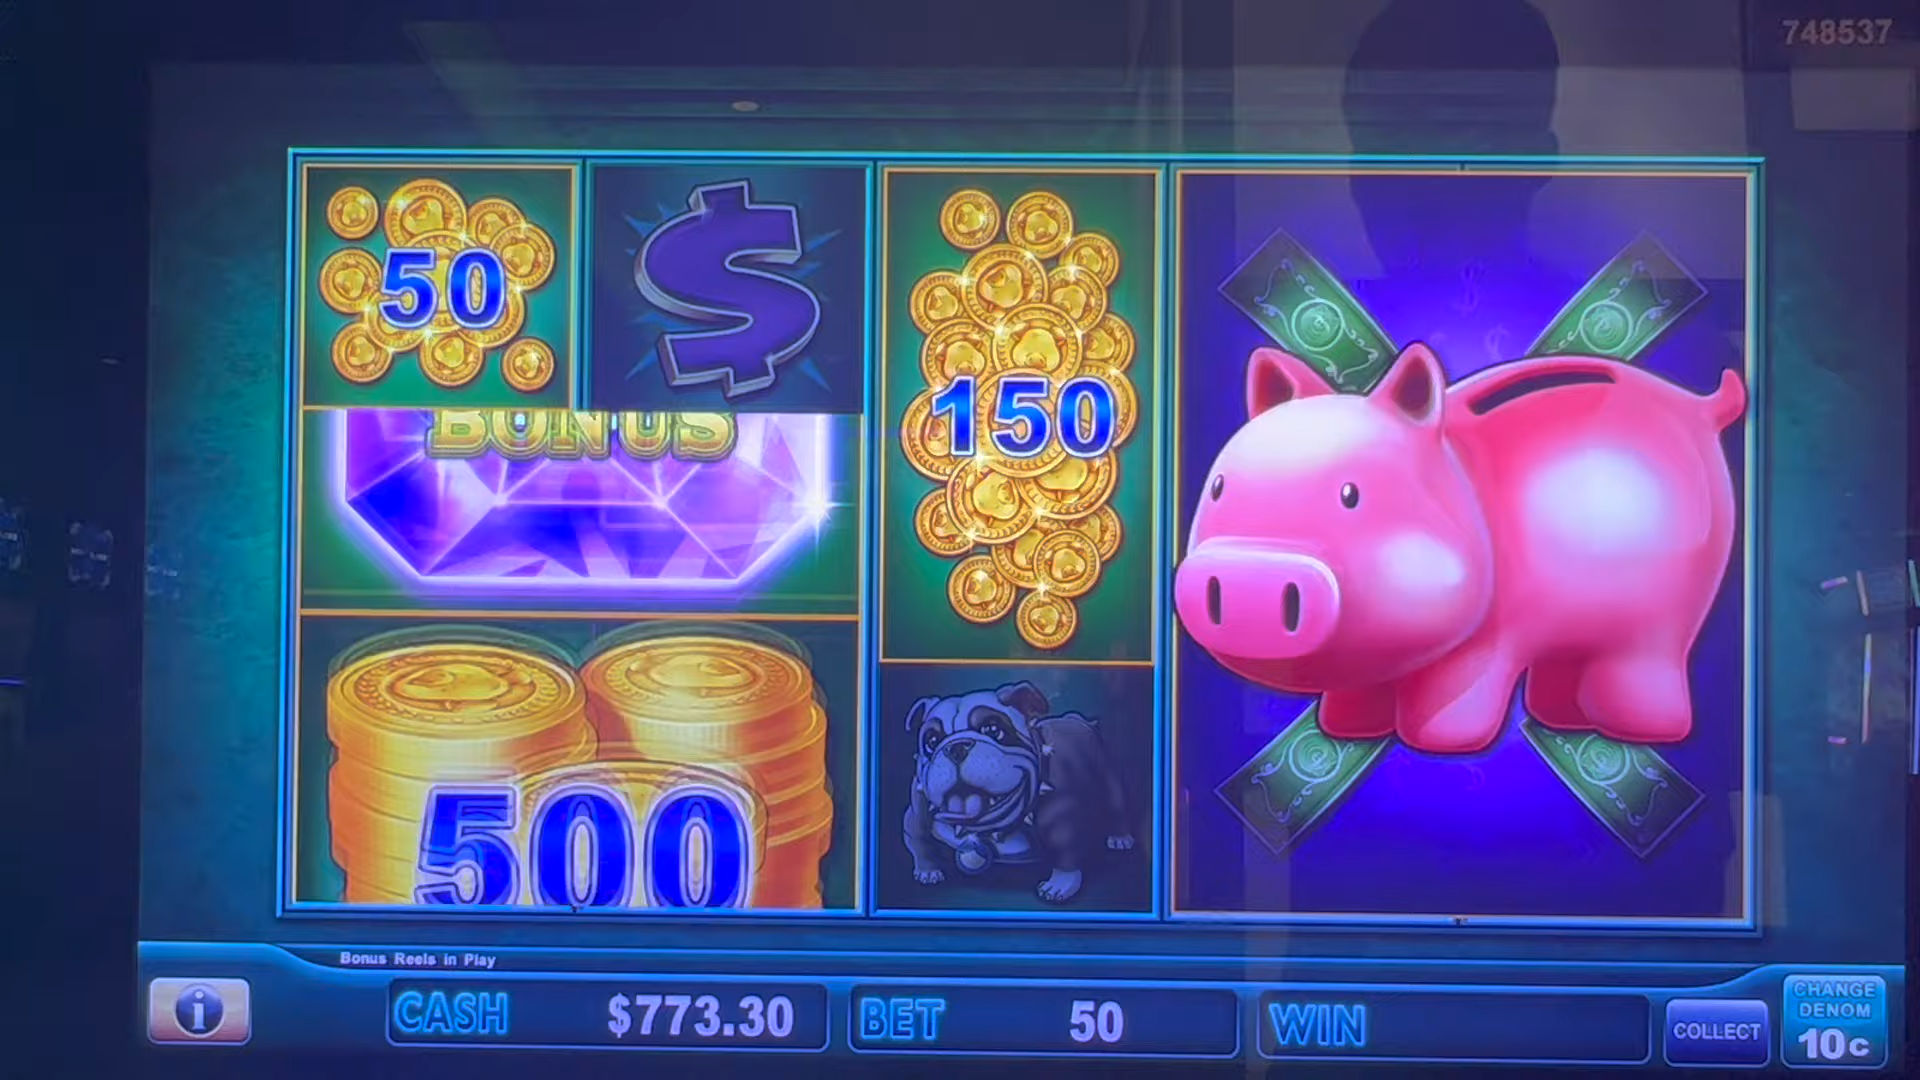 748537
50
$
150
BONUS
500
Bonus Reels in Play
i
CASH $773.30
BET 50
WIN
COLLECT
CHANGE
DENOM
10c